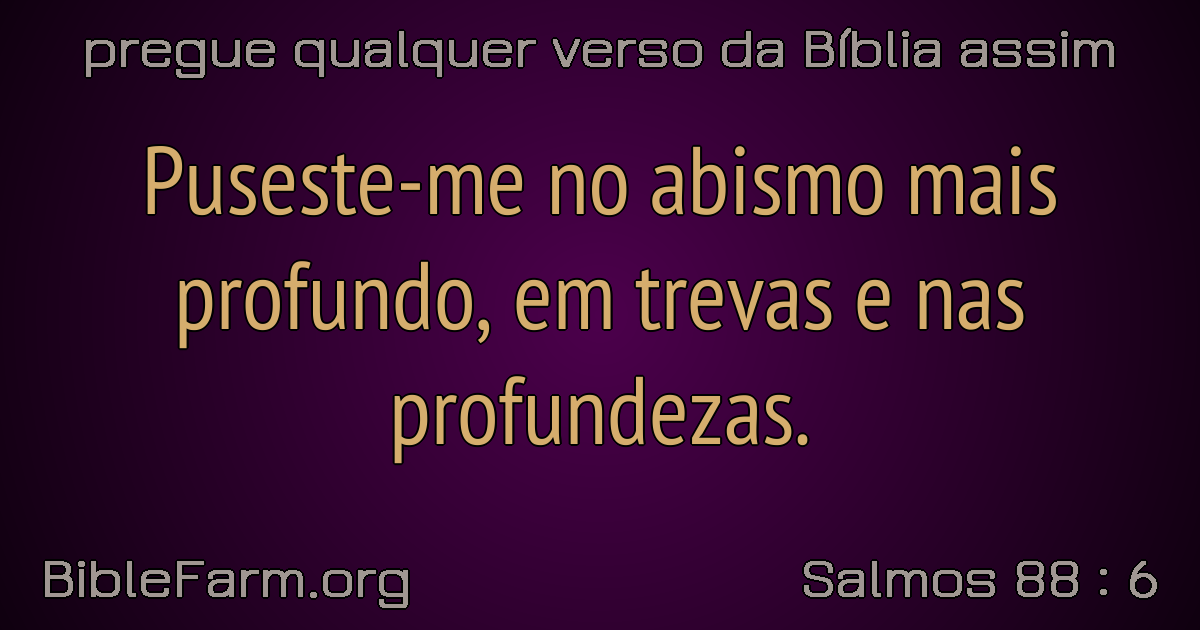 pregue qualquer verso da Bíblia assim
Puseste-me no abismo mais
profundo, em trevas e nas
profundezas.
BibleFarm.org
Salmos 88 : 6